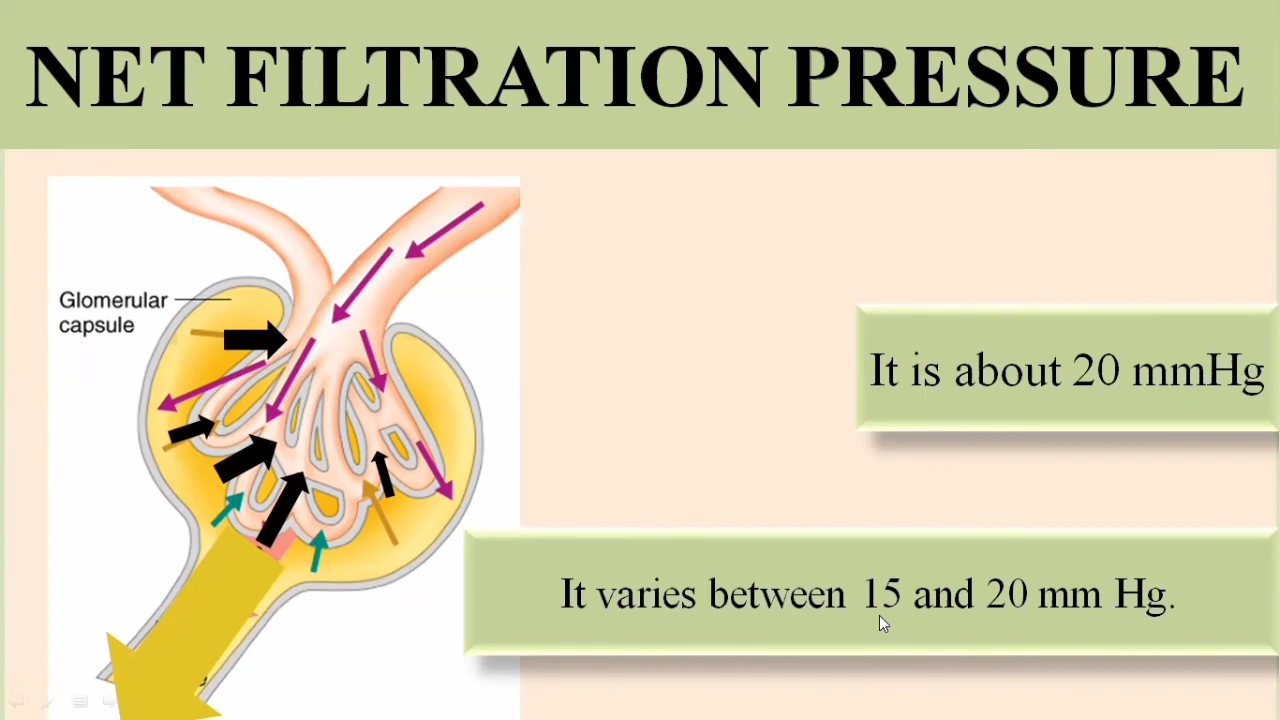 NET FILTRATION PRESSURE
Glomerular
capsule
It is about 20 mmHg
It varies between 15 and 20 mm Hg.